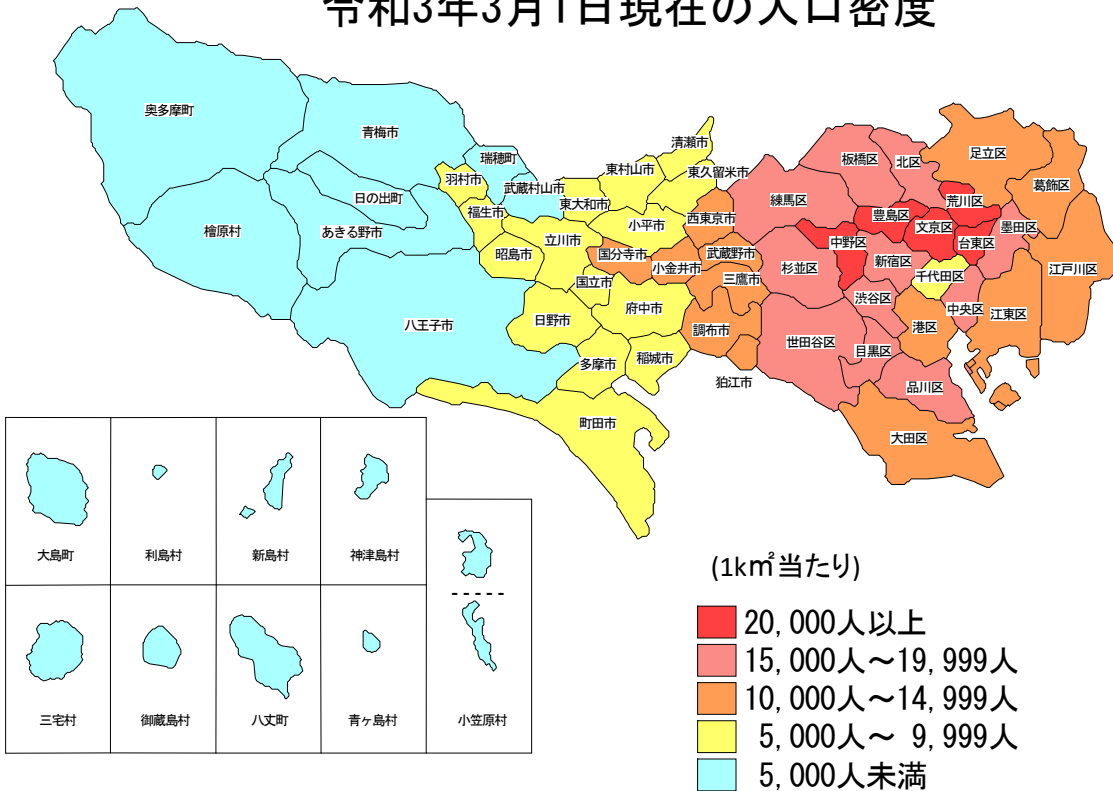 令和3年3月1日現在の人口密度
奥多摩町
青梅市
瑞穂町
羽村市
武蔵村山市
日の出町
檜原村
あきる野市
福生市
昭島市
八王子市
清瀬市
東村山市
東久留米市
東大和市
小平市
西東京市
立川市
国分寺市
小金井市
武蔵野市
三鷹市
国立市
日野市
府中市
調布市
多摩市
稲城市
狛江市
町田市
板橋区
北区
足立区
練馬区
荒川区
葛飾区
豊島区
文京区
台東区
墨田区
中野区
新宿区
杉並区
千代田区
江戸川区
渋谷区
中央区
江東区
港区
世田谷区
目黒区
品川区
大田区
大島町
利島村
新島村
神津島村
三宅村
御蔵島村
八丈町
青ヶ島村
小笠原村
(1k㎡当たり)
20,000人以上
15,000人～19,999人
10,000人～14,999人
5,000人～ 9,999人
5,000人未満